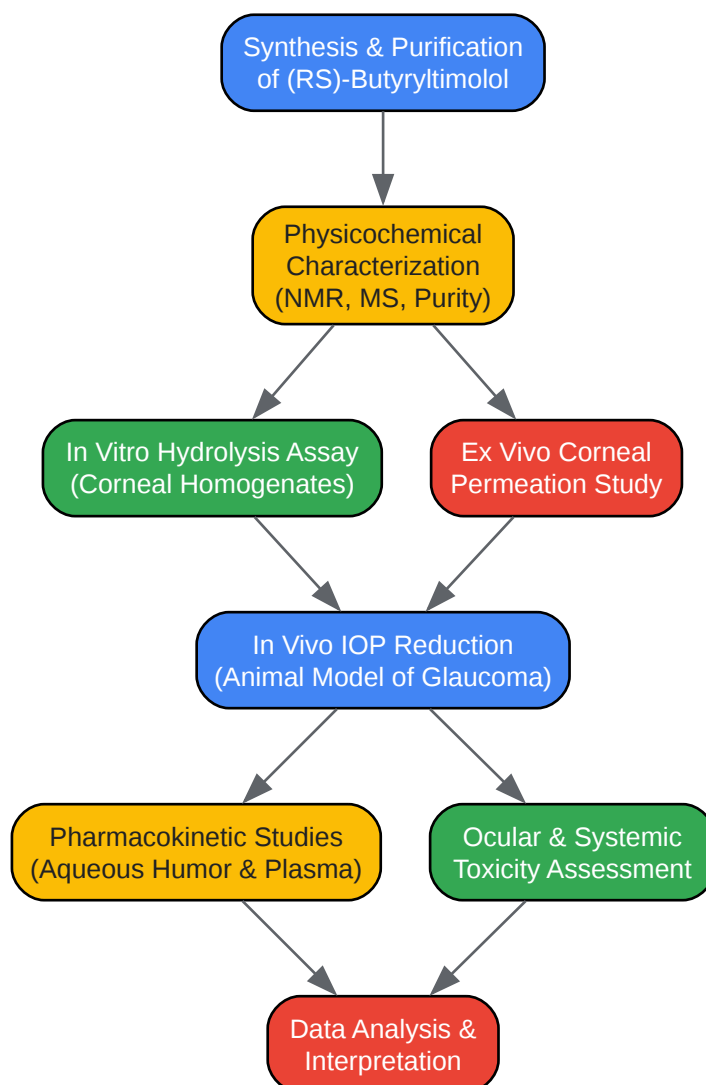 Synthesis & Purification
of (RS)-Butyryltimolol
Physicochemical
Characterization
(NMR, MS, Purity)
In Vitro Hydrolysis Assay
(Corneal Homogenates)
Ex Vivo Corneal
Permeation Study
In Vivo IOP Reduction
(Animal Model of Glaucoma)
Pharmacokinetic Studies
(Aqueous Humor & Plasma)
Ocular & Systemic
Toxicity Assessment
Data Analysis &
Interpretation